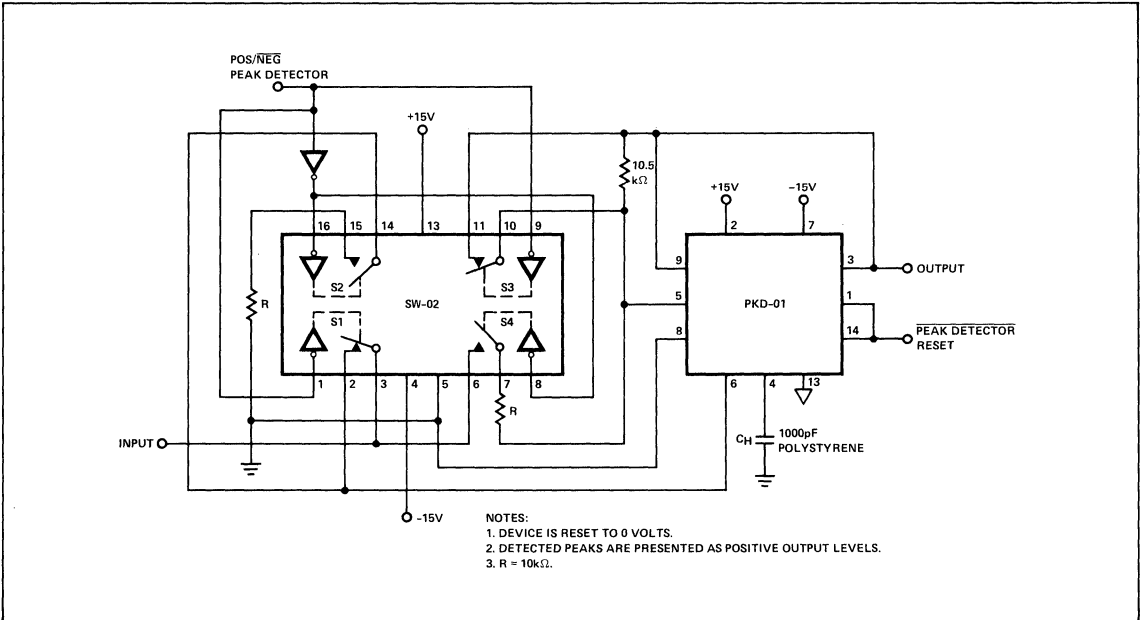 POS/NEG
PEAK DETECTOR
+15V
10.5
kΩ
+15V
-15V
16
15
14
13
11
10
9
2
7
S2
S3
SW-02
S1
S4
R
9
5
8
PKD-01
3
OUTPUT
1
14
PEAK DETECTOR
RESET
1
2
3
4
5
6
7
8
6
4
13
R
INPUT
CH
1000pF
POLYSTYRENE
-15V
NOTES:
1. DEVICE IS RESET TO 0 VOLTS.
2. DETECTED PEAKS ARE PRESENTED AS POSITIVE OUTPUT LEVELS.
3. R = 10kΩ.